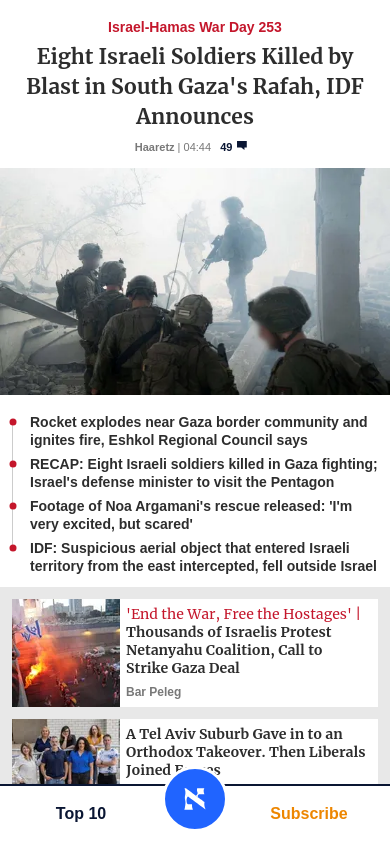 Israel-Hamas War Day 253
Eight Israeli Soldiers Killed by
Blast in South Gaza's Rafah, IDF
Announces
Haaretz | 04:44 49
Rocket explodes near Gaza border community and
ignites fire, Eshkol Regional Council says
RECAP: Eight Israeli soldiers killed in Gaza fighting;
Israel's defense minister to visit the Pentagon
Footage of Noa Argamani's rescue released: 'I'm
very excited, but scared'
IDF: Suspicious aerial object that entered Israeli
territory from the east intercepted, fell outside Israel
'End the War, Free the Hostages' |
Thousands of Israelis Protest
Netanyahu Coalition, Call to
Strike Gaza Deal
Bar Peleg
A Tel Aviv Suburb Gave in to an
Orthodox Takeover. Then Liberals
Joined
Top 10
Subscribe